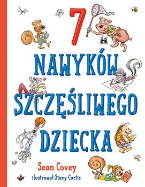 7
NAWYKÓW
SZCZĘŚLIWEGO
DZIECKA
Sean Covey
ilustrował Stacy Curtis